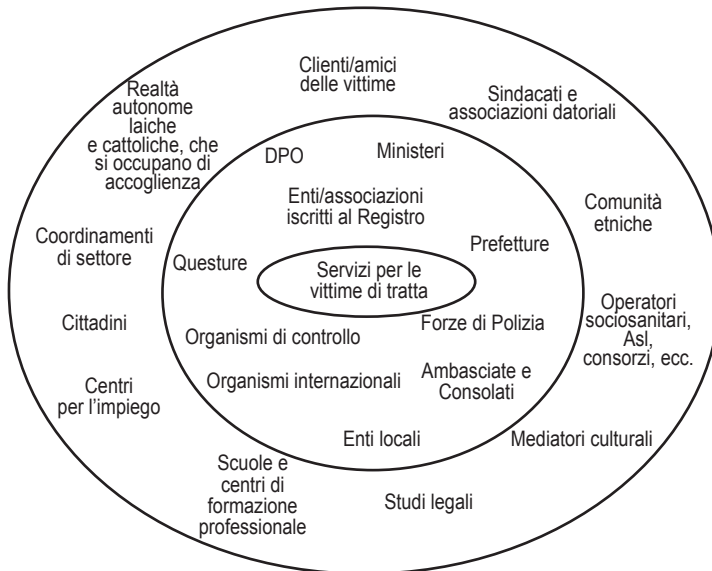 Clienti/amici
delle vittime
Realtà
autonome
laiche
e cattoliche, che
si occupano di
accoglienza
Sindacati e
associazioni datoriali
DPO
Ministeri
Enti/associazioni
iscritti al Registro
Comunità
etniche
Coordinamenti
di settore
Questure
Prefetture
Servizi per le
vittime di tratta
Cittadini
Organismi di controllo
Forze di Polizia
Operatori
sociosanitari,
Asl,
consorzi, ecc.
Centri
per l’impiego
Organismi internazionali
Ambasciate e
Consolati
Enti locali
Mediatori culturali
Scuole e
centri di
formazione
professionale
Studi legali